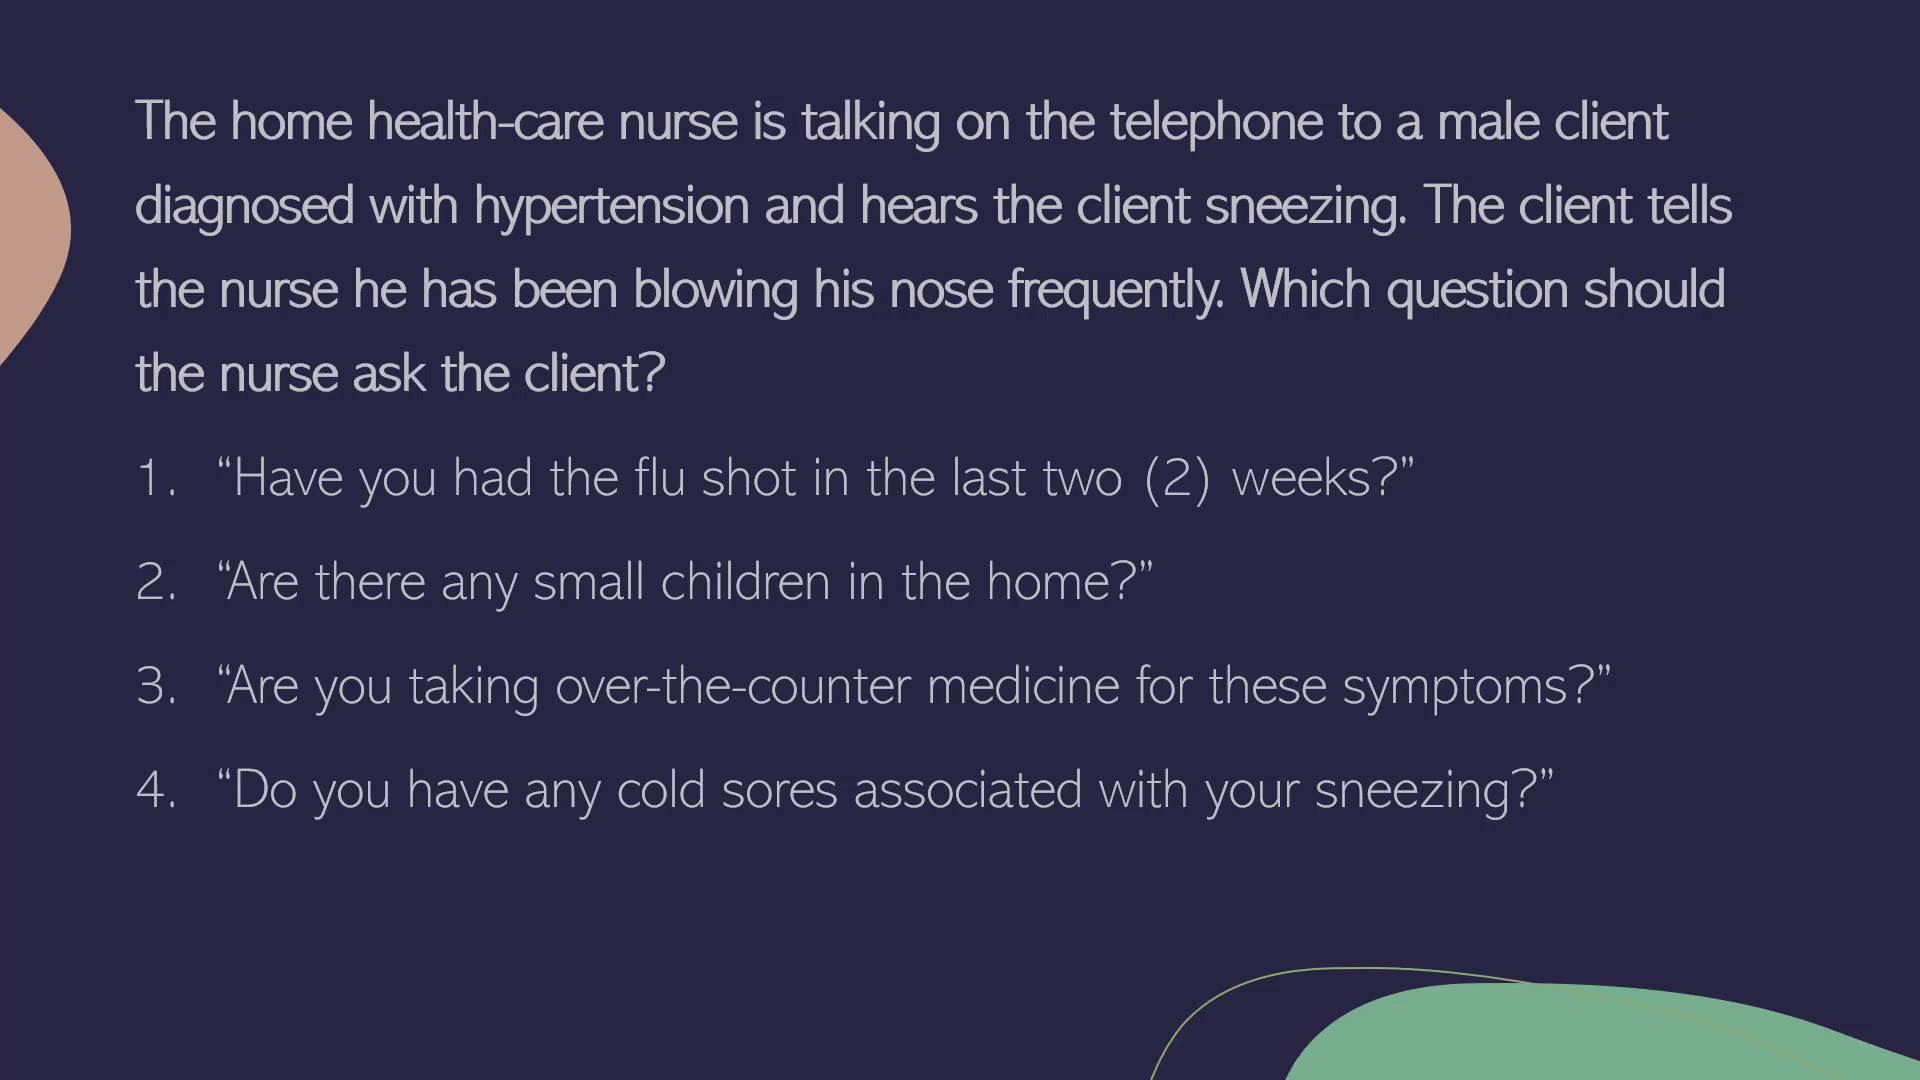 The home health-care nurse is talking on the telephone to a male client
diagnosed with hypertension and hears the client sneezing. The client tells
the nurse he has been blowing his nose frequently. Which question should
the nurse ask the client?
1. “Have you had the flu shot in the last two (2) weeks?”
2. “Are there any small children in the home?”
3. “Are you taking over-the-counter medicine for these symptoms?”
4. “Do you have any cold sores associated with your sneezing?”